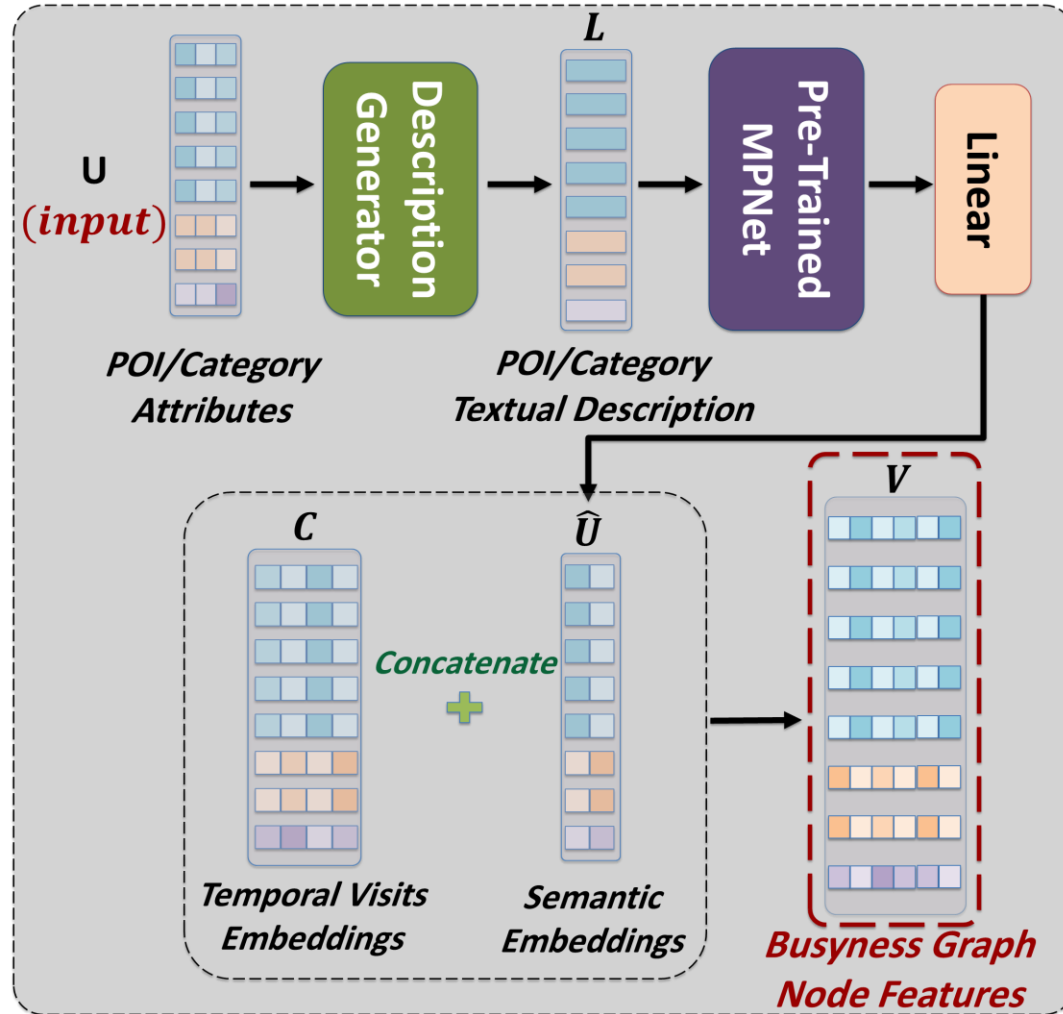 U
(input)
POI/Category
Attributes
Description
Generator
L
POI/Category
Textual Description
Pre-Trained
MPNet
Linear
C
Temporal Visits
Embeddings
Concatenate
+
Û
Semantic
Embeddings
V
Busyness Graph
Node Features